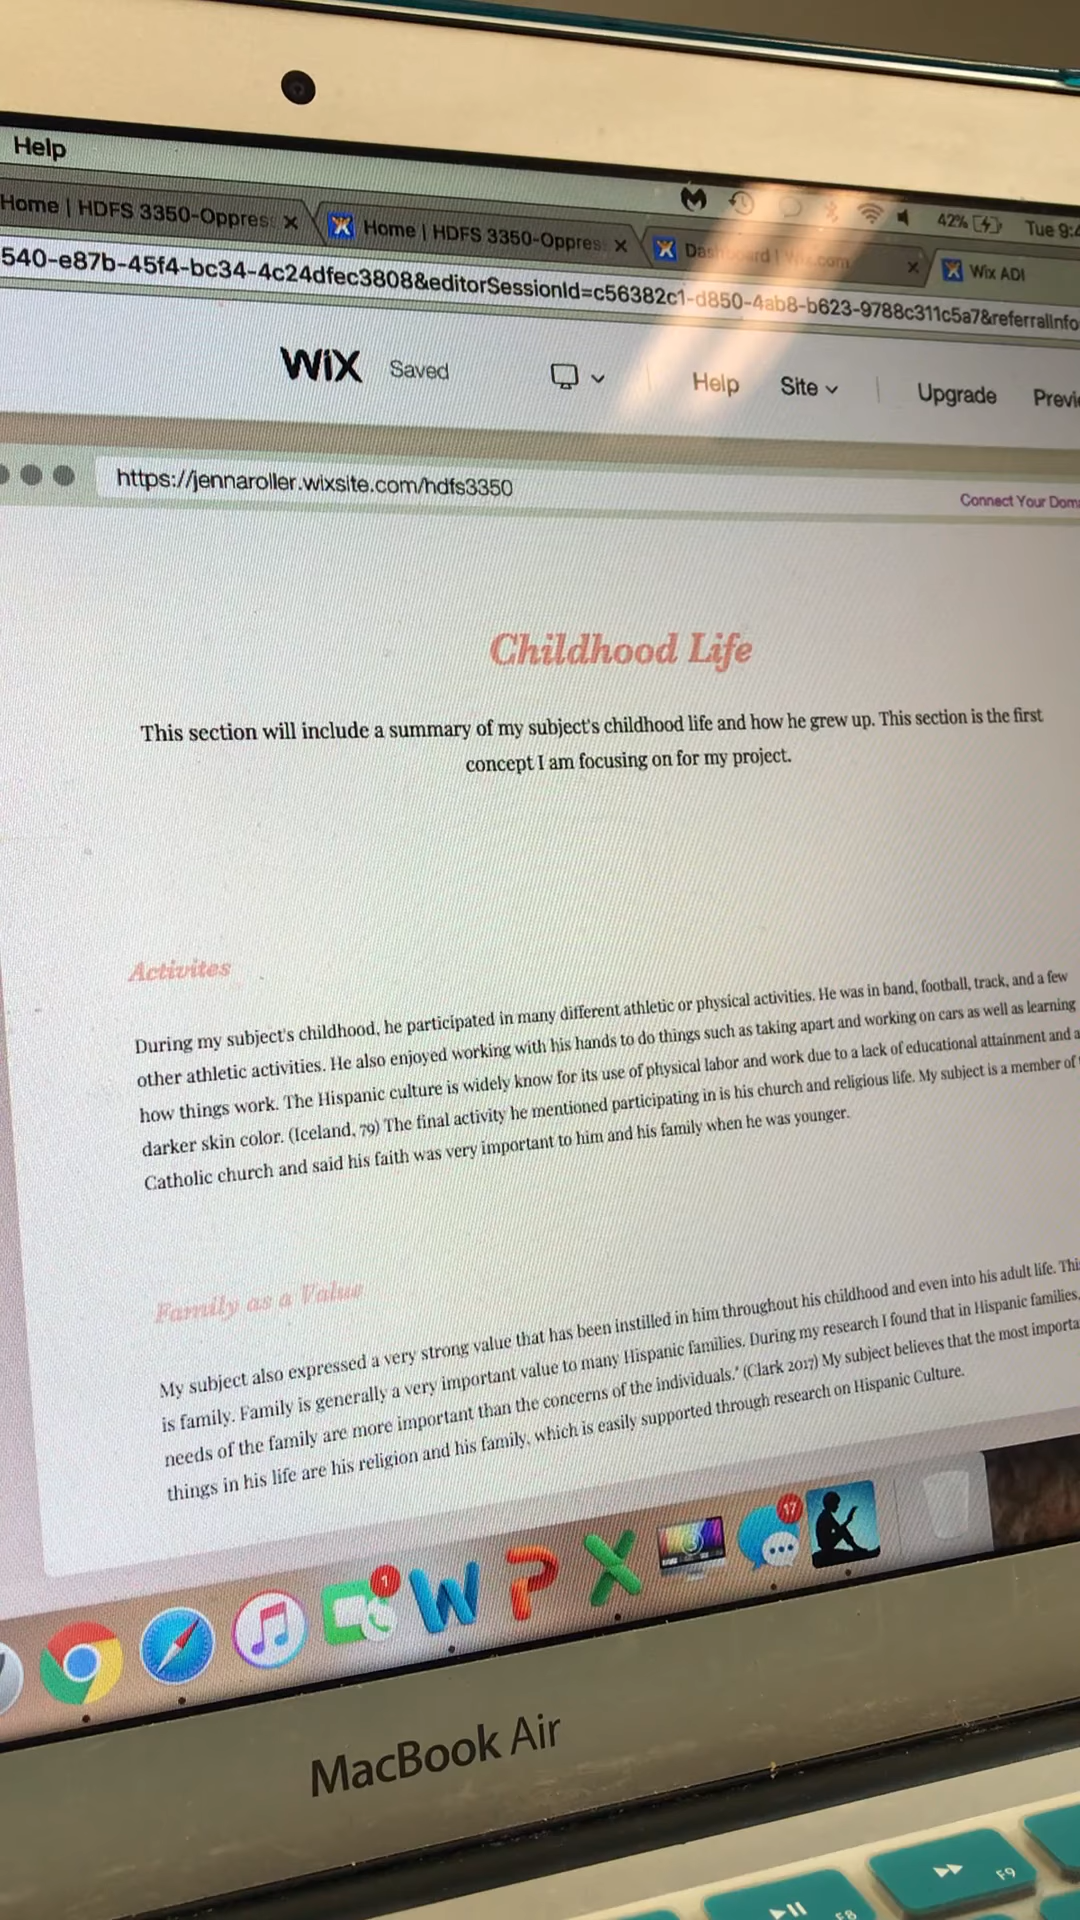 Help
42% Tue 9:4
Home | HDFS 3350-Oppres
Home | HDFS 3350-Oppres
Dashboard | Wix.com
Wix ADI
540-e87b-45f4-bc34-4c24dfec3808&editorSessionId=c56382c1-d850-4ab8-b623-9788c311c5a7&referralInfo
WiX Saved Help Site Upgrade Previe
https://jennaroller.wixsite.com/hdfs3350
Connect Your Doma
Childhood Life
This section will include a summary of my subject's childhood life and how he grew up. This section is the first
concept I am focusing on for my project.
Activites
During my subject's childhood, he participated in many different athletic or physical activities. He was in band, football, track, and a few
other athletic activities. He also enjoyed working with his hands to do things such as taking apart and working on cars as well as learning
how things work. The Hispanic culture is widely know for its use of physical labor and work due to a lack of educational attainment and a
darker skin color. (Iceland, 79) The final activity he mentioned participating in is his church and religious life. My subject is a member of
Catholic church and said his faith was very important to him and his family when he was younger.
Family as a Value
My subject also expressed a very strong value that has been instilled in him throughout his childhood and even into his adult life. This
is family. Family is generally a very important value to many Hispanic families. During my research I found that in Hispanic families,
needs of the family are more important than the concerns of the individuals." (Clark 2017) My subject believes that the most importa
things in his life are his religion and his family, which is easily supported through research on Hispanic Culture.
1
17
MacBook Air
F8
F9